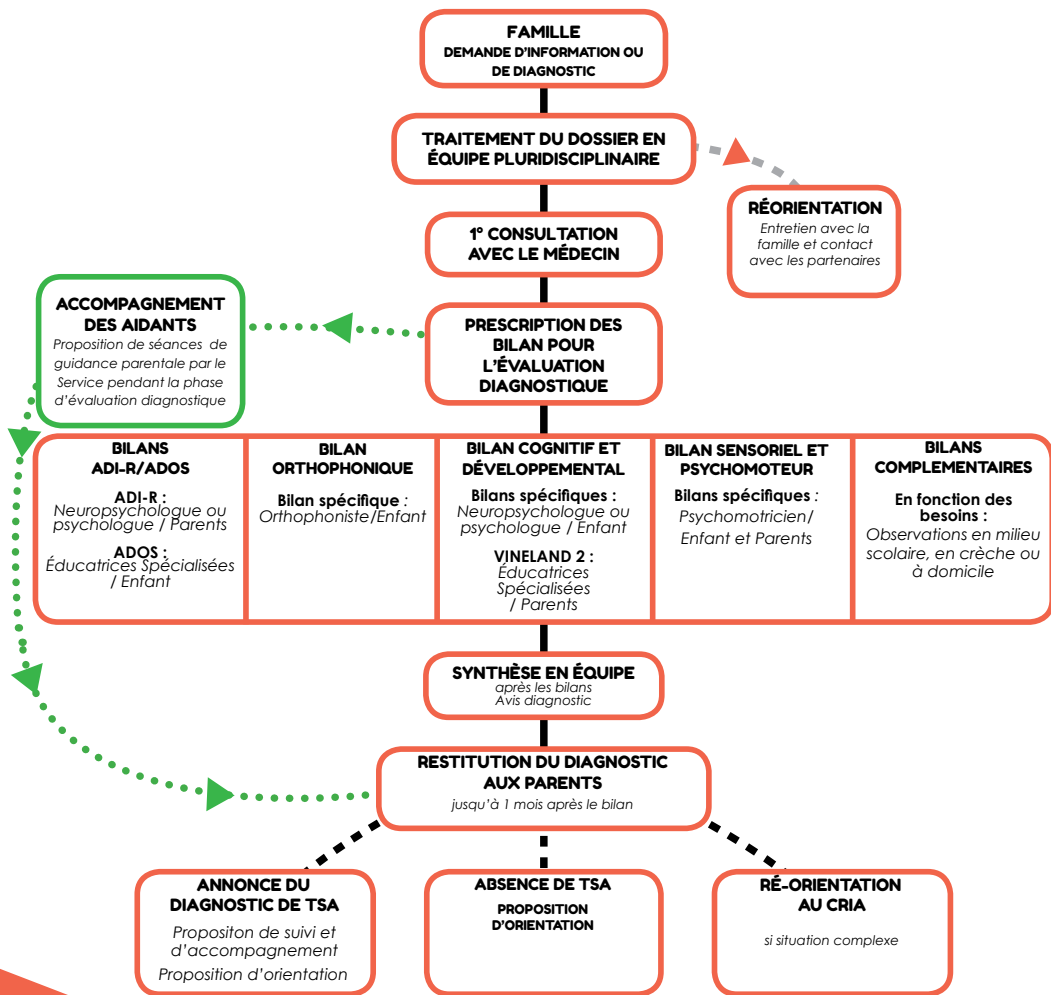 FAMILLE
DEMANDE D'INFORMATION OU
DE DIAGNOSTIC
TRAITEMENT DU DOSSIER EN
ÉQUIPE PLURIDISCIPLINAIRE
RÉORIENTATION
Entretien avec la
famille et contact
avec les partenaires
1° CONSULTATION
AVEC LE MÉDECIN
ACCOMPAGNEMENT
DES AIDANTS
Proposition de séances de
guidance parentale par le
Service pendant la phase
d'évaluation diagnostique
PRESCRIPTION DES
BILAN POUR
L'ÉVALUATION
DIAGNOSTIQUE
BILANS
ADI-R/ADOS
ADI-R :
Neuropsychologue ou
psychologue / Parents
ADOS :
Éducatrices Spécialisées
/ Enfant
BILAN
ORTHOPHONIQUE
Bilan spécifique :
Orthophoniste/Enfant
BILAN COGNITIF ET
DÉVELOPPEMENTAL
Bilans spécifiques :
Neuropsychologue ou
psychologue / Enfant
VINELAND 2 :
Éducatrices
Spécialisées
/ Parents
BILAN SENSORIEL ET
PSYCHOMOTEUR
Bilans spécifiques :
Psychomotricien/
Enfant et Parents
BILANS
COMPLEMENTAIRES
En fonction des
besoins :
Observations en milieu
scolaire, en crèche ou
à domicile
SYNTHÈSE EN ÉQUIPE
après les bilans
Avis diagnostic
RESTITUTION DU DIAGNOSTIC
AUX PARENTS
jusqu'à 1 mois après le bilan
ANNONCE DU
DIAGNOSTIC DE TSA
Propositon de suivi et
d'accompagnement
Proposition d'orientation
ABSENCE DE TSA
PROPOSITION
D'ORIENTATION
RÉ-ORIENTATION
AU CRIA
si situation complexe